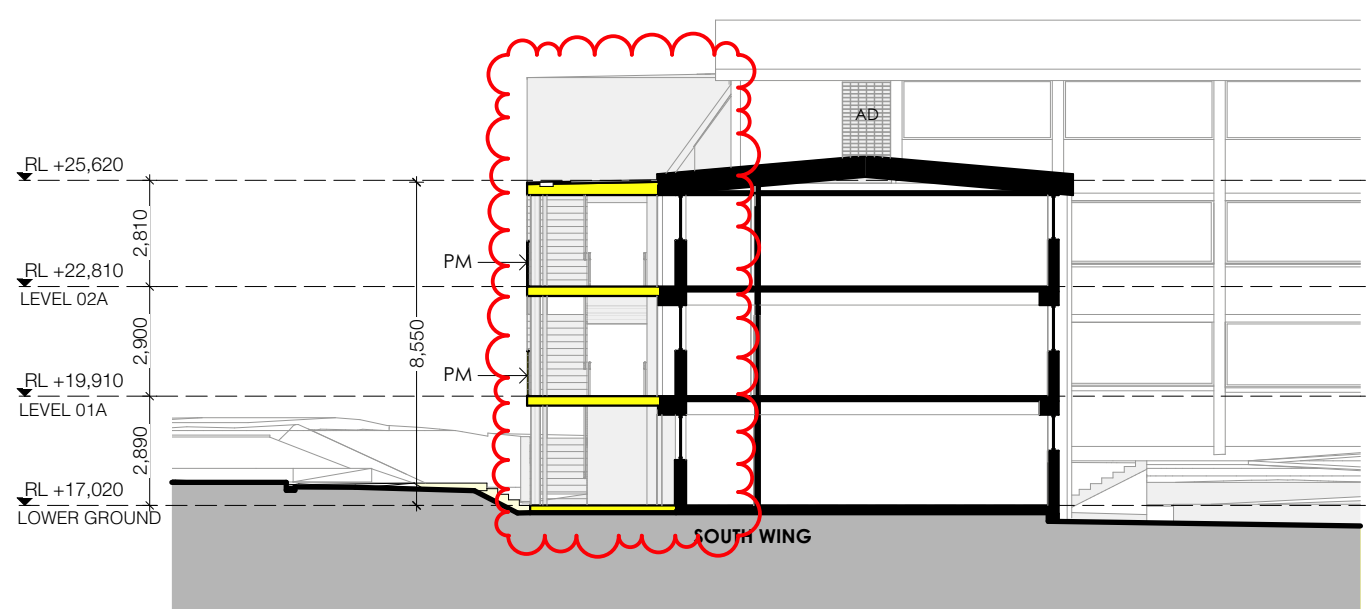 AD
RL +25,620
2,810
PM
RL +22,810
LEVEL 02A
2,900
8,550
PM
RL +19,910
LEVEL 01A
2,890
RL +17,020
LOWER GROUND
SOUTH WING